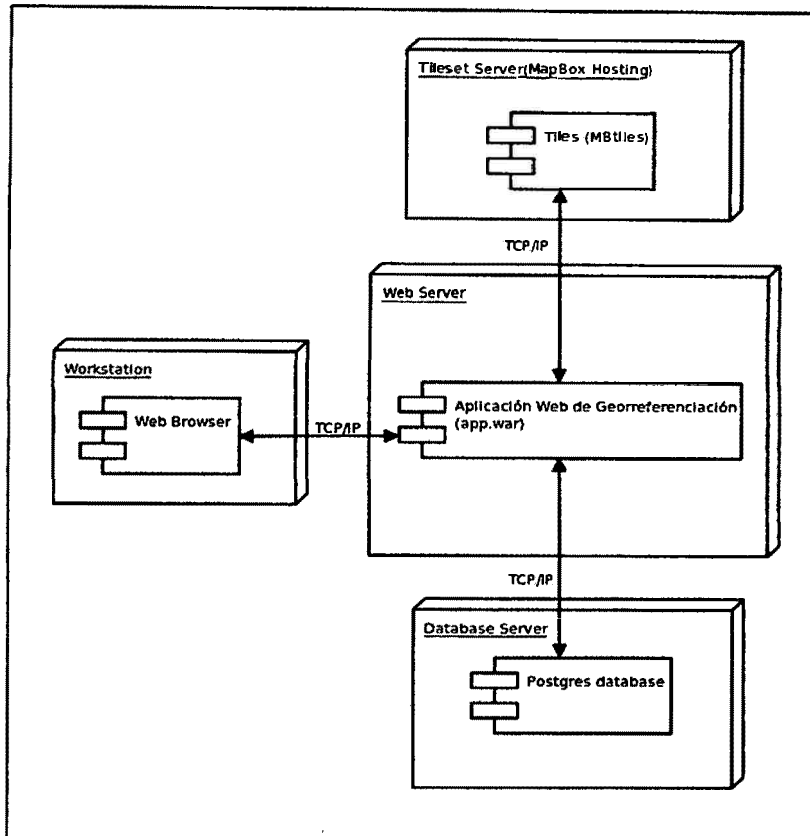 Tileset Server(MapBox Hosting)
Tiles (MBtiles)
TCP/IP
Web Server
Workstation
Web Browser
TCP/IP
Aplicación Web de Georreferenciación
(app.war)
TCP/IP
Database Server
Postgres database